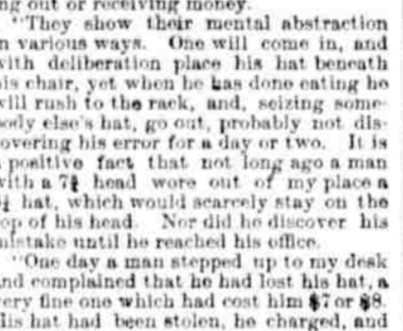 ng out or receiving money.
"They show their mental abstraction
n various ways. One will come in, and
with deliberation place his hat beneath
his chair, yet when he has done eating he
will rush to the rack, and, seizing some-
body else's hat, go out, probably not dis-
covering his error for a day or two. It is
positive fact that not long ago a man
with a head wore out of my place a
hat, which would scarcely stay on the
top of his head. Nor did he discover his
mistake until he reached his office.
"One day a man stepped up to my desk
and complained that he had lost his hat, a
very fine one which had cost him $7 or $8.
His hat had been stolen, he charged, and